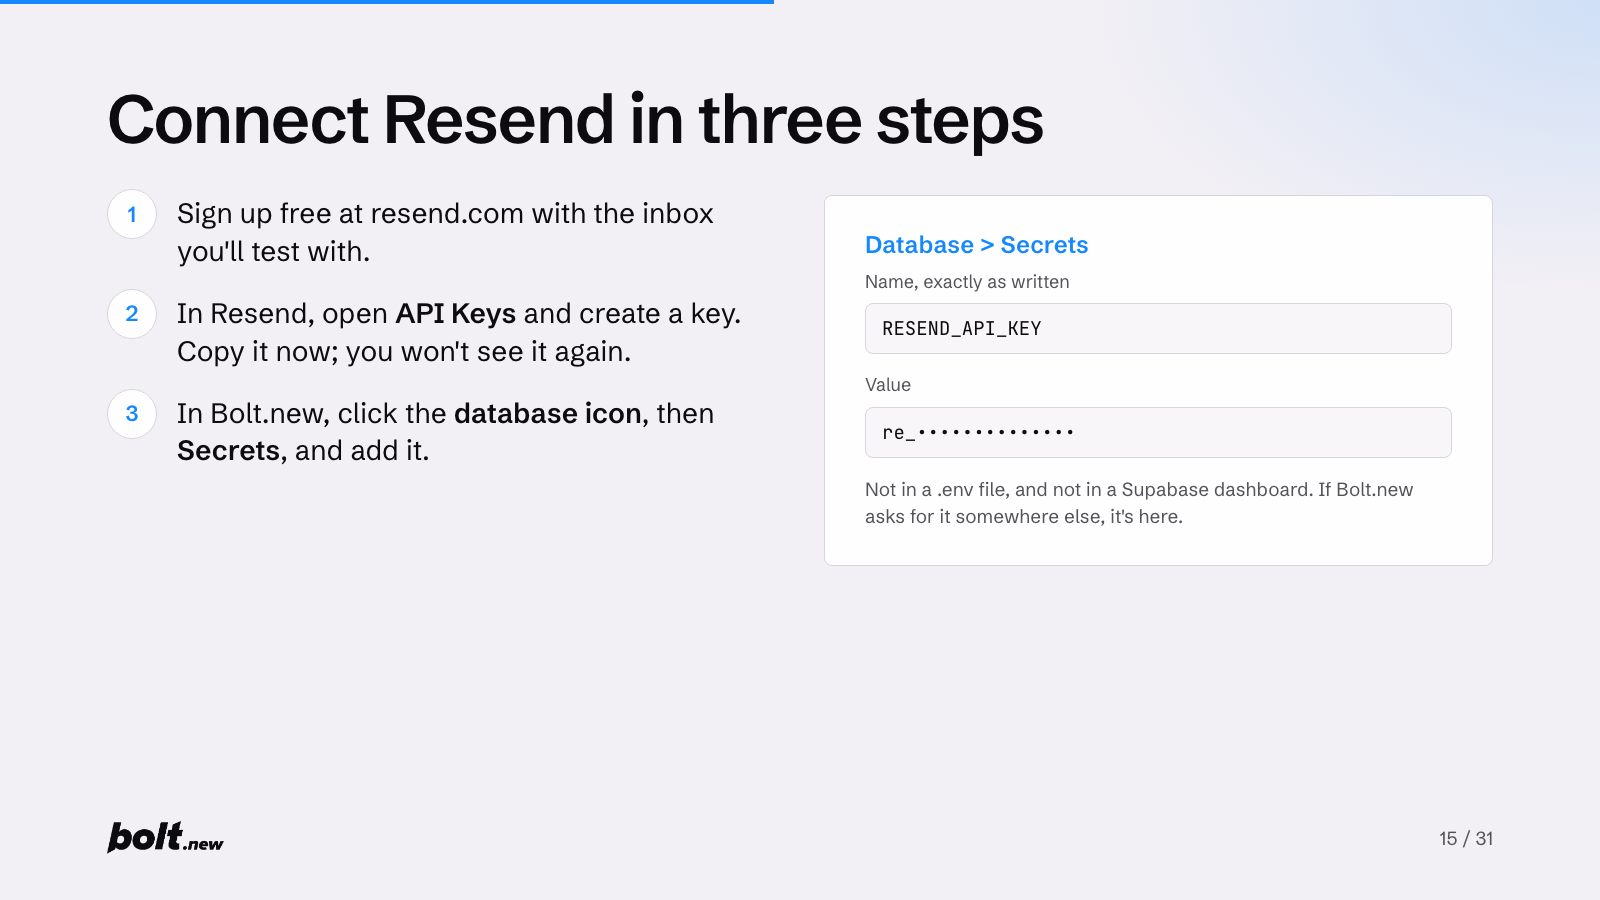 Connect Resend in three steps
1
Sign up free at resend.com with the inbox
you'll test with.
2
In Resend, open API Keys and create a key.
Copy it now; you won't see it again.
3
In Bolt.new, click the database icon, then
Secrets, and add it.
Database > Secrets
Name, exactly as written
RESEND_API_KEY
Value
re_••••••••••••••
Not in a .env file, and not in a Supabase dashboard. If Bolt.new
asks for it somewhere else, it's here.
bolt.new
15 / 31